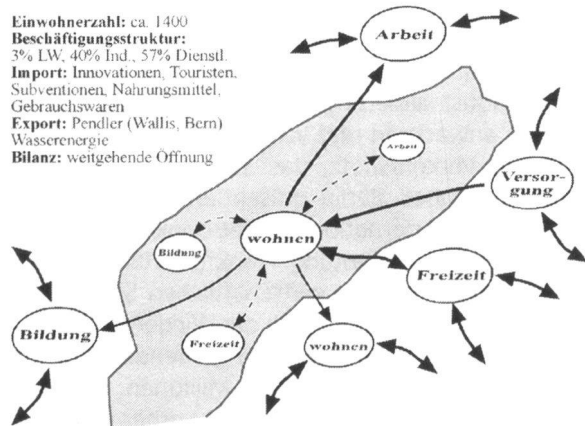 Einwohnerzahl: ca. 1400
Beschäftigungsstruktur:
3% LW, 40% Ind., 57% Dienstl.
Import: Innovationen, Touristen,
Subventionen, Nahrungsmittel,
Gebrauchswaren
Export: Pendler (Wallis, Bern)
Wasserenergie
Bilanz: weitgehende Öffnung
Arbeit
Arbeit
Versor-
gung
wohnen
Bildung
Freizeit
Bildung
Freizeit
wohnen